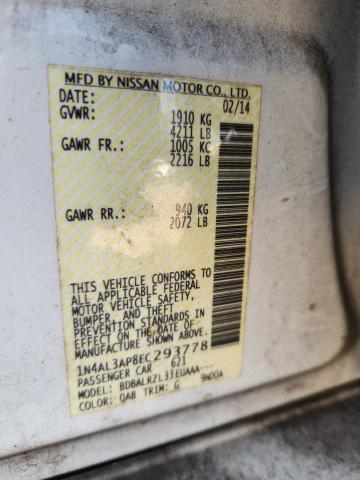 MFD BY NISSAN MOTOR CO., LTD.
DATE: 02/14
GVWR: 1910 KG
4211 LB
GAWR FR.: 1005 KG
2216 LB
GAWR RR.: 940 KG
2072 LB
THIS VEHICLE CONFORMS TO
ALL APPLICABLE FEDERAL
MOTOR VEHICLE SAFETY,
BUMPER, AND THEFT
PREVENTION STANDARDS IN
EFFECT ON THE DATE OF
MANUFACTURE SHOWN ABOVE.
1N4AL3AP8EC293778
PASSENGER CAR 621
MODEL: BDBALRZL33EUAAA--- 9N00A
COLOR: QAB TRIM: G